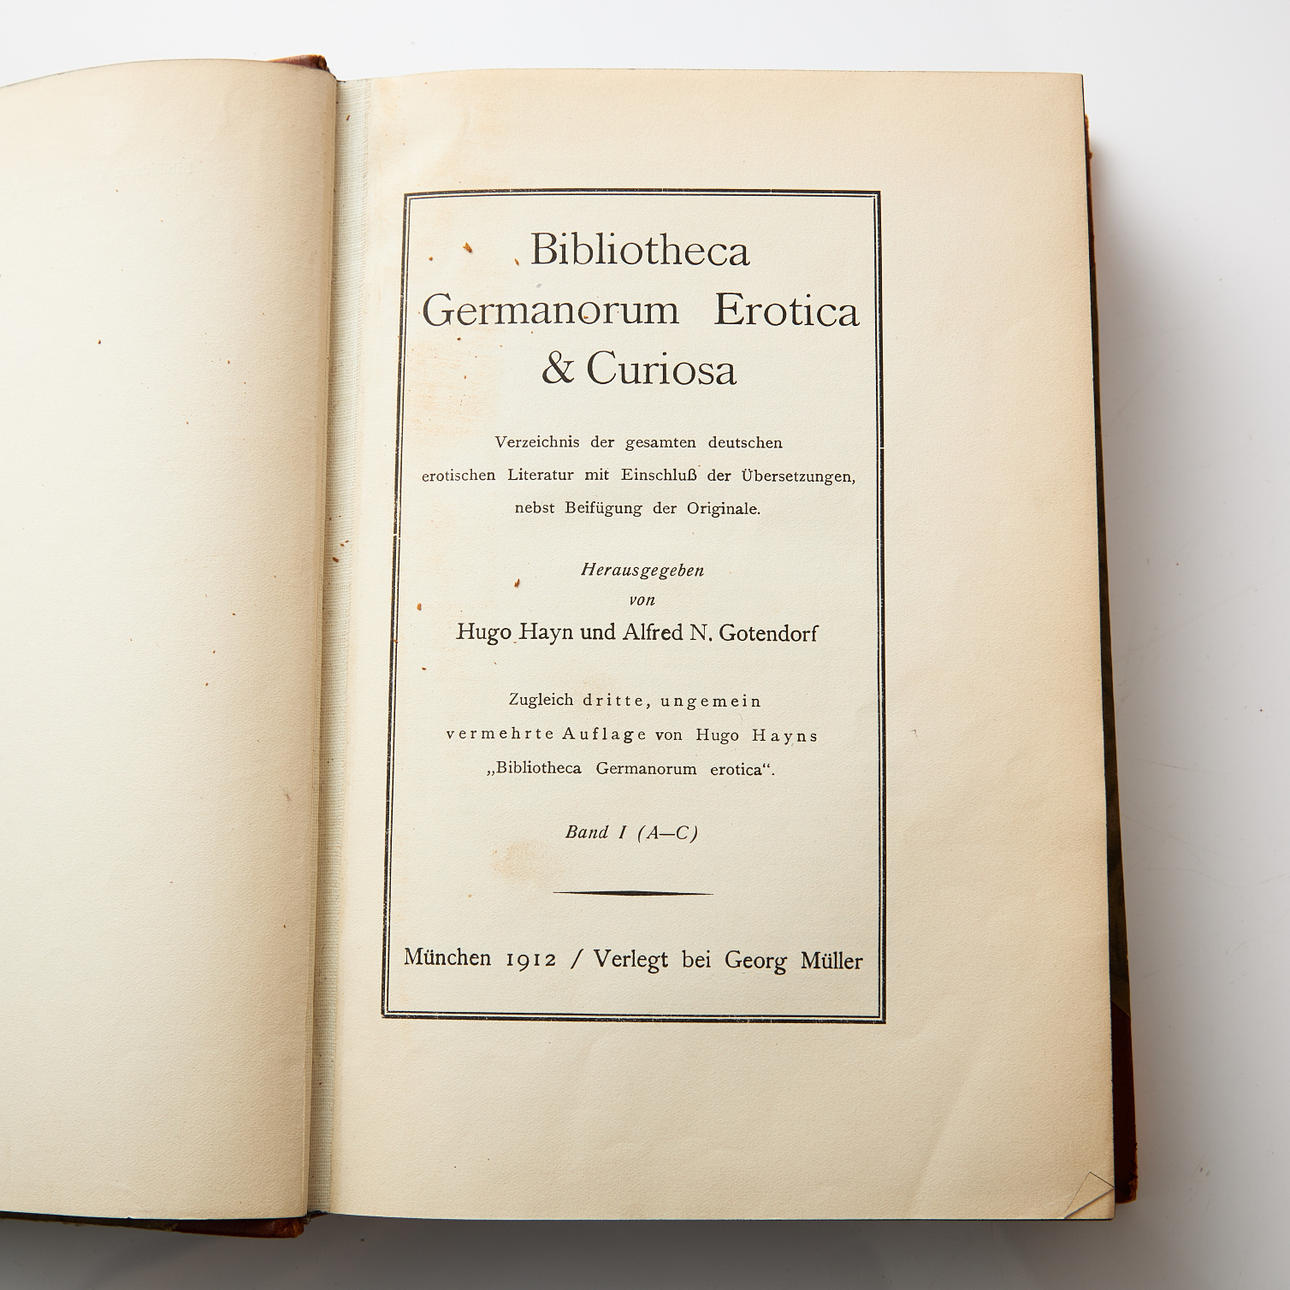 Bibliotheca
Germanorum Erotica
& Curiosa
Verzeichnis der gesamten deutschen
erotischen Literatur mit Einschluß der Übersetzungen,
nebst Beifügung der Originale.
Herausgegeben
von
Hugo Hayn und Alfred N. Gotendorf
Zugleich dritte, ungemein
vermehrte Auflage von Hugo Hayns
„Bibliotheca Germanorum erotica“.
Band I (A—C)
München 1912 / Verlegt bei Georg Müller